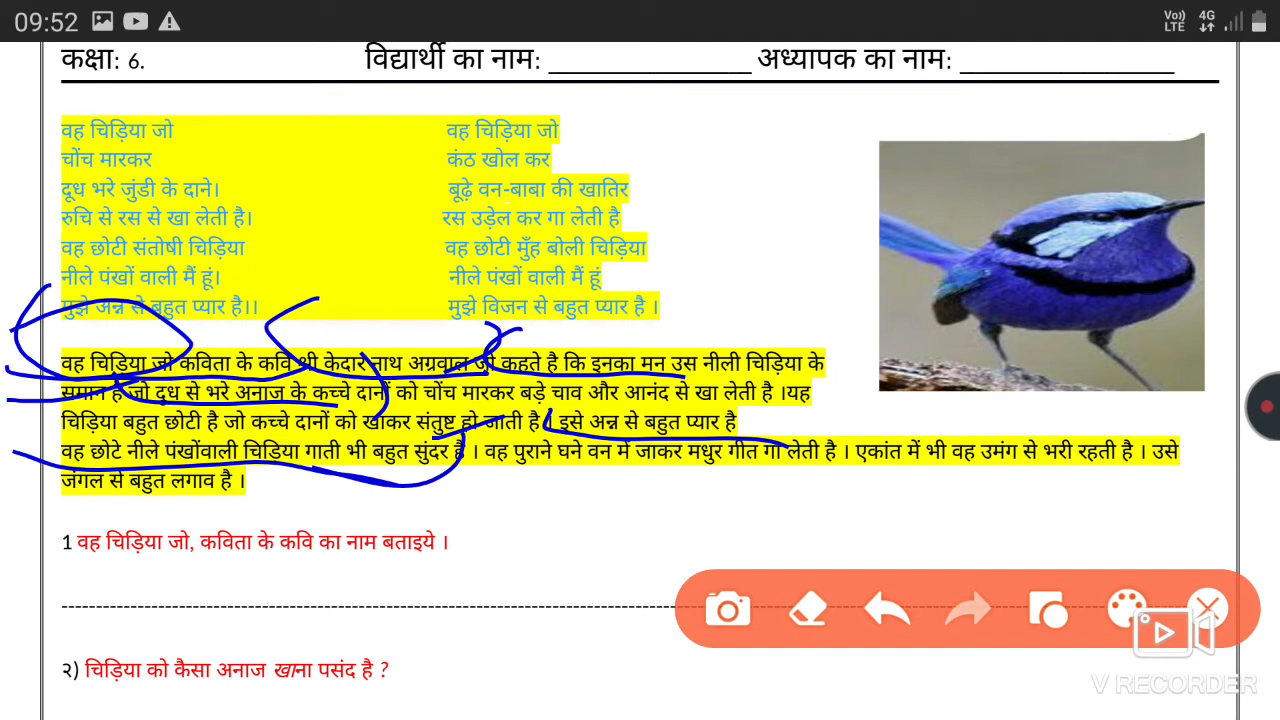 09:52
Vo) LTE 4G
कक्षा: 6. विद्यार्थी का नाम: _______________ अध्यापक का नाम: ________________
वह चिड़िया जो वह चिड़िया जो
चोंच मारकर कंठ खोल कर
दूध भरे जुंडी के दाने। बूढ़े वन-बाबा की खातिर
रुचि से रस से खा लेती है। रस उड़ेल कर गा लेती है
वह छोटी संतोषी चिड़िया वह छोटी मुँह बोली चिड़िया
नीले पंखों वाली मैं हूं। नीले पंखों वाली मैं हूं
मुझे अन्न से बहुत प्यार है।। मुझे विजन से बहुत प्यार है ।
वह चिड़िया जो कविता के कवि श्री केदार नाथ अग्रवाल जी कहते है कि इनका मन उस नीली चिड़िया के
समान है जो दूध से भरे अनाज के कच्चे दानों को चोंच मारकर बड़े चाव और आनंद से खा लेती है ।यह
चिड़िया बहुत छोटी है जो कच्चे दानों को खाकर संतुष्ट हो जाती है । इसे अन्न से बहुत प्यार है
वह छोटे नीले पंखोंवाली चिड़िया गाती भी बहुत सुंदर है । वह पुराने घने वन में जाकर मधुर गीत गा लेती है । एकांत में भी वह उमंग से भरी रहती है । उसे
जंगल से बहुत लगाव है ।
1 वह चिड़िया जो, कविता के कवि का नाम बताइये ।
२) चिड़िया को कैसा अनाज खाना पसंद है ?
V RECORDER